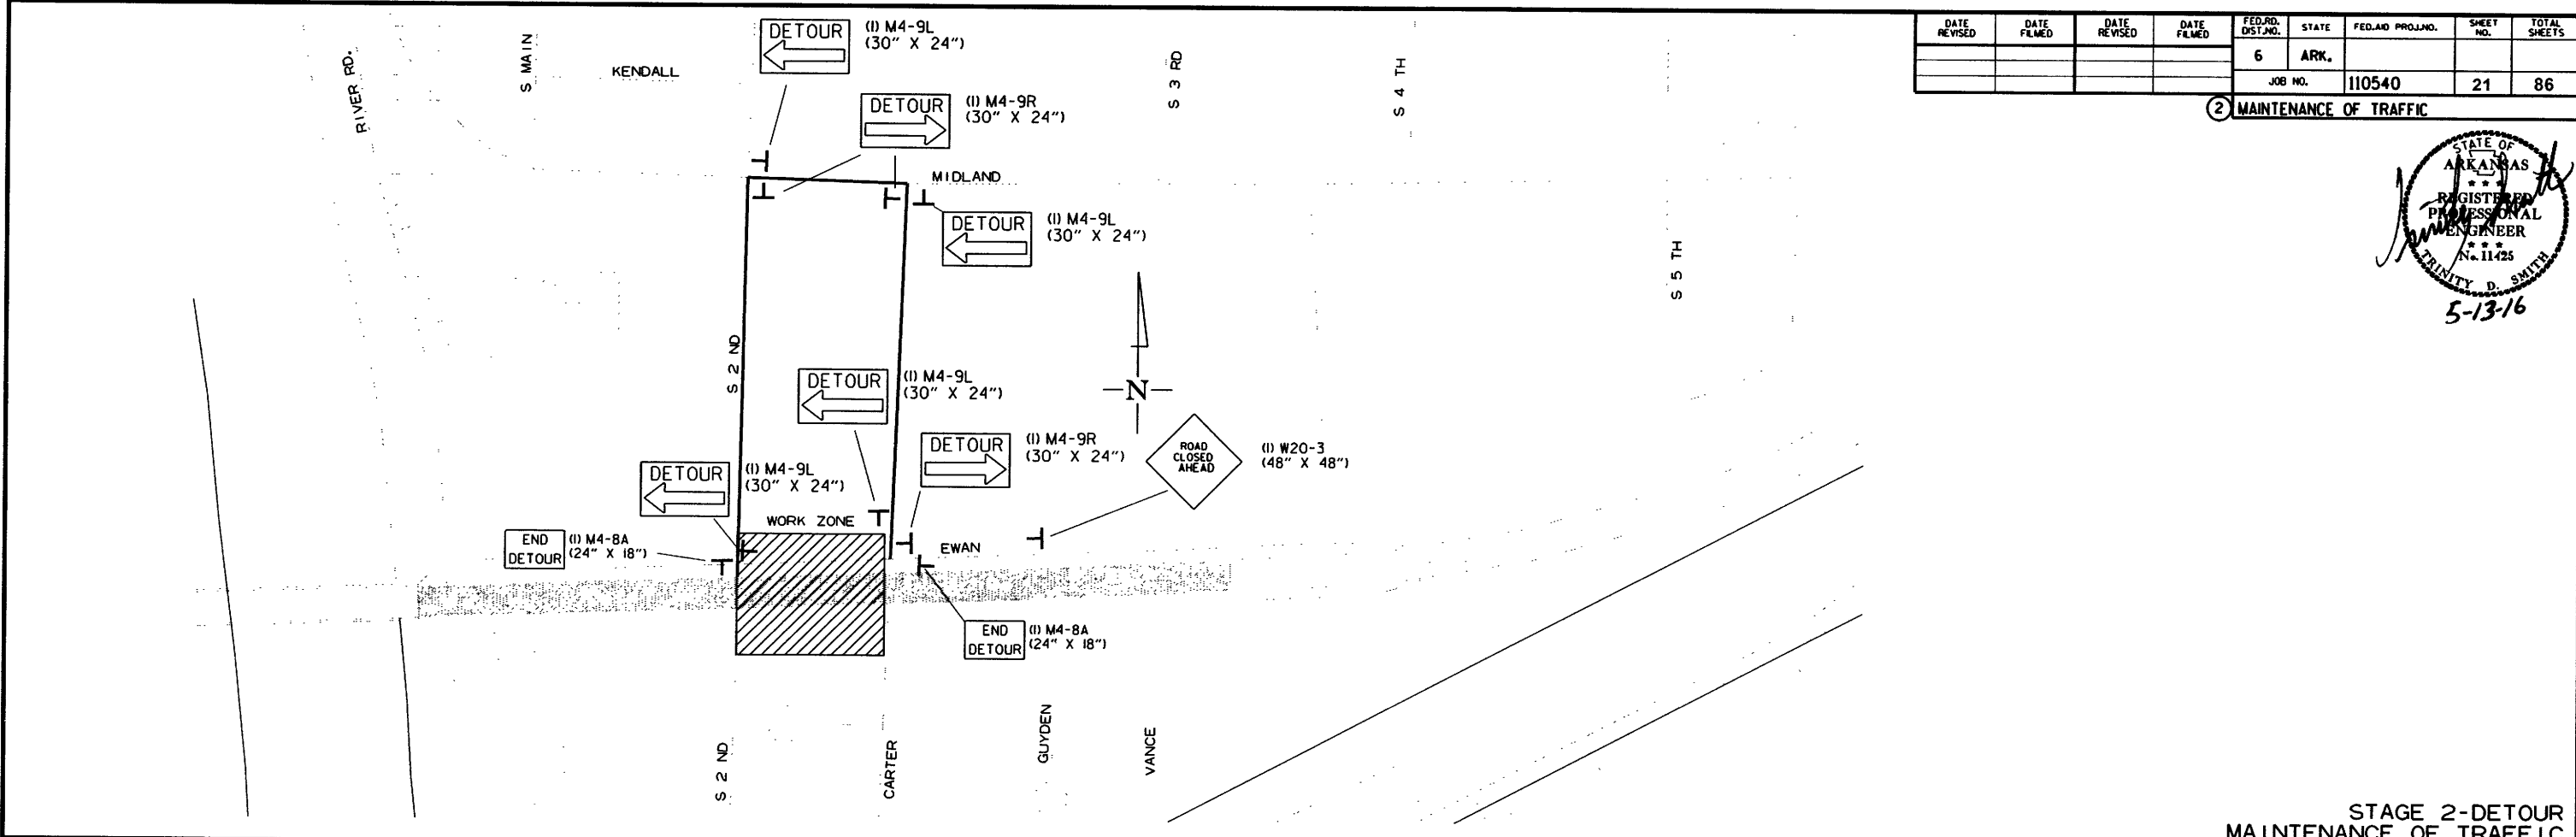 DATE REVISED
DATE FILMED
DATE REVISED
DATE FILMED
FED.RD. DIST.NO.
STATE
FED.AID PROJ.NO.
SHEET NO.
TOTAL SHEETS
6
ARK.
JOB NO.
110540
21
86
2 MAINTENANCE OF TRAFFIC
STATE OF
ARKANSAS
* * *
REGISTERED
PROFESSIONAL
ENGINEER
* * *
No. 11425
TRINITY D. SMITH
5-13-16
RIVER RD.
S MAIN
KENDALL
DETOUR
(1) M4-9L
(30" X 24")
DETOUR
(1) M4-9R
(30" X 24")
S 3 RD
S 4 TH
MIDLAND
DETOUR
(1) M4-9L
(30" X 24")
S 5 TH
S 2 ND
DETOUR
(1) M4-9L
(30" X 24")
N
DETOUR
(1) M4-9R
(30" X 24")
ROAD
CLOSED
AHEAD
(1) W20-3
(48" X 48")
DETOUR
(1) M4-9L
(30" X 24")
WORK ZONE
END
DETOUR
(1) M4-8A
(24" X 18")
EWAN
END
DETOUR
(1) M4-8A
(24" X 18")
S 2 ND
CARTER
GUYDEN
VANCE
STAGE 2-DETOUR
MAINTENANCE OF TRAFFIC